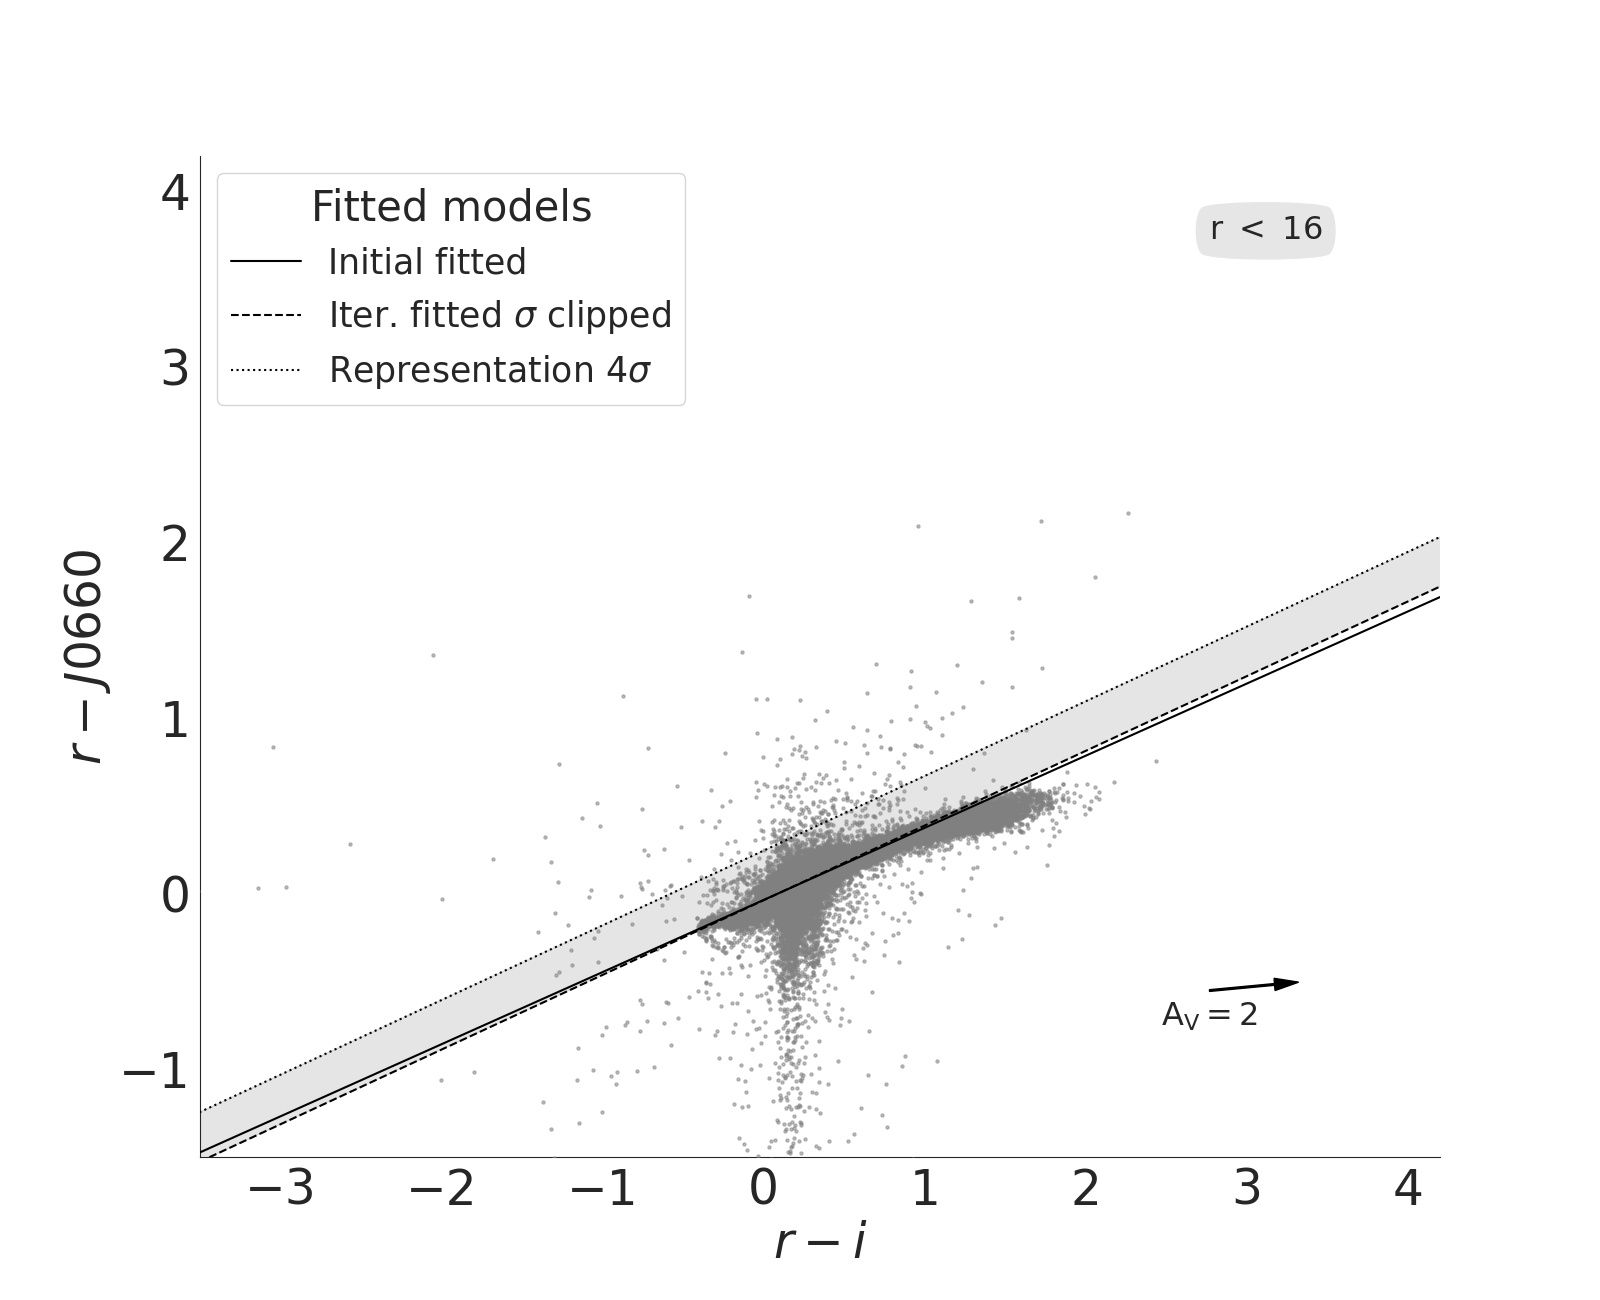 Fitted models
Initial fitted
Iter. fitted σ clipped
Representation 4σ
r < 16
4
3
2
1
0
−1
r − J0660
A_V = 2
−3 −2 −1 0 1 2 3 4
r − i